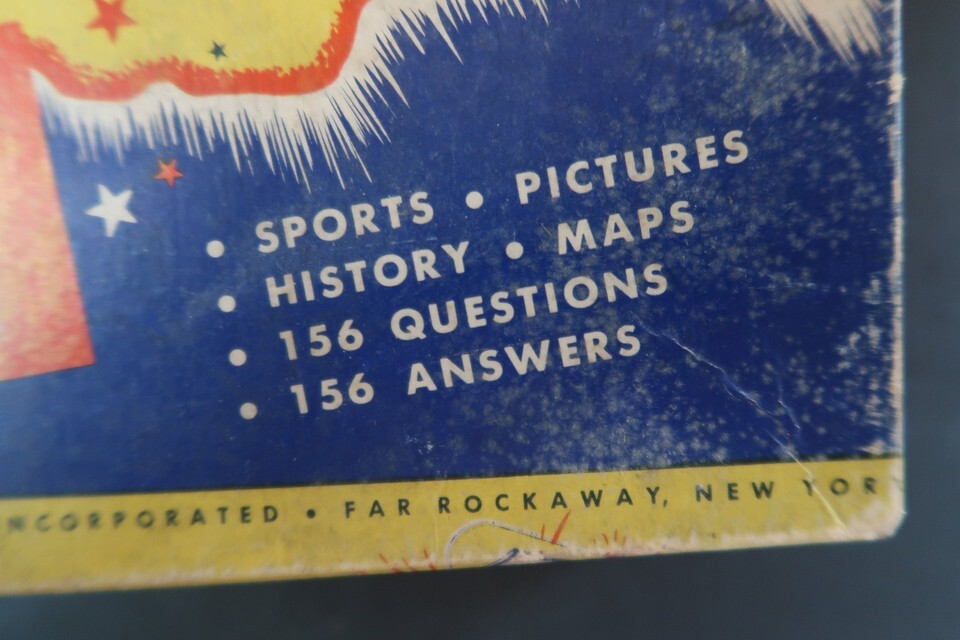 • SPORTS • PICTURES
• HISTORY • MAPS
• 156 QUESTIONS
• 156 ANSWERS
NCORPORATED • FAR ROCKAWAY, NEW YOR